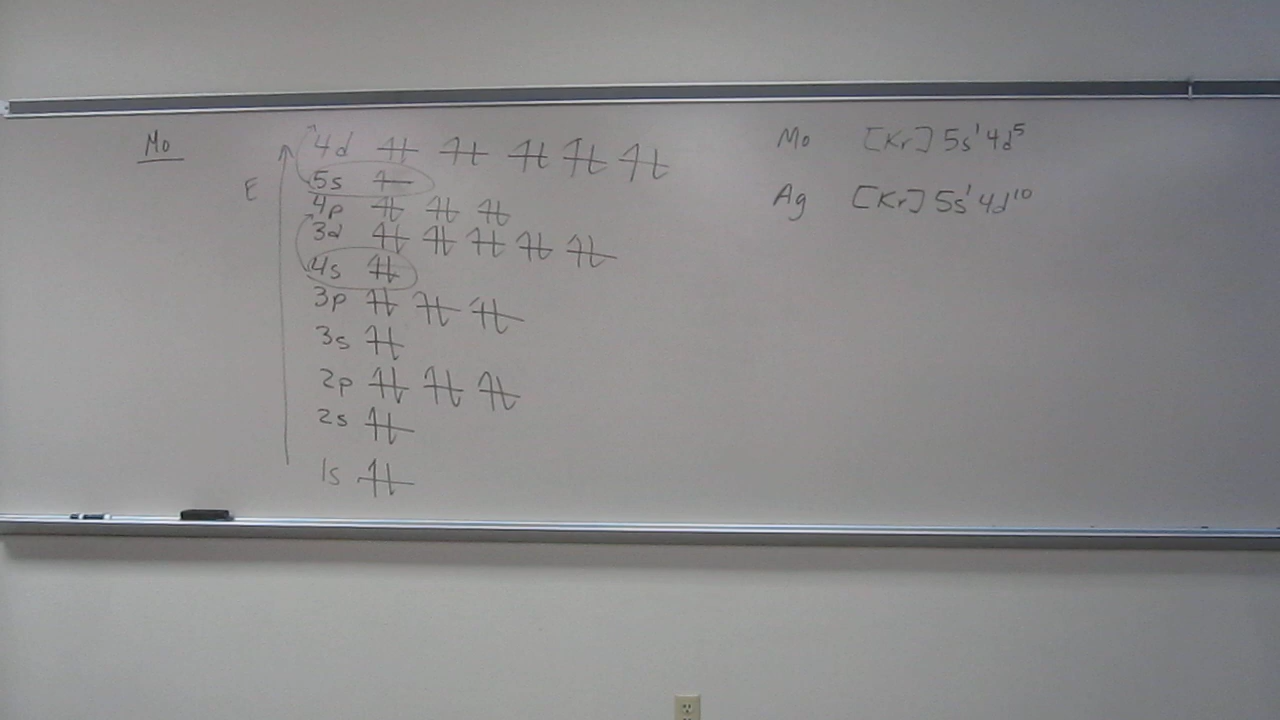 Mo
E
4d ⥮ ⥮ ⥮ ⥮ ⥮
5s ↿
4p ⥮ ⥮ ⥮
3d ⥮ ⥮ ⥮ ⥮ ⥮
4s ⥮
3p ⥮ ⥮ ⥮
3s ⥮
2p ⥮ ⥮ ⥮
2s ⥮
1s ⥮
Mo [Kr] 5s¹4d⁵
Ag [Kr] 5s¹4d¹⁰